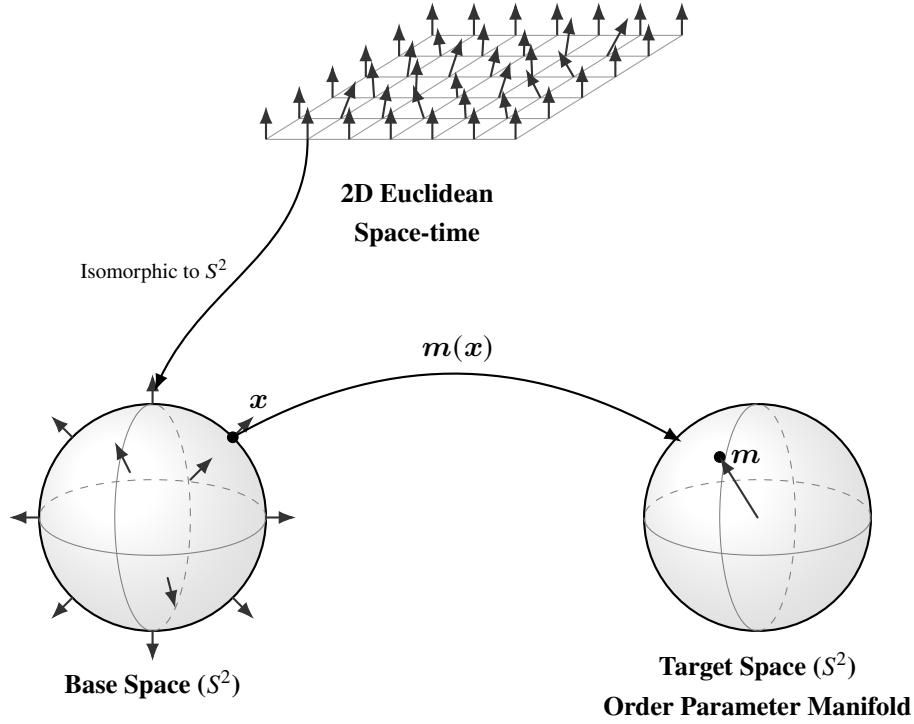 2D Euclidean
Space-time
Isomorphic to S²
m(x)
x
m
Base Space (S²)
Target Space (S²)
Order Parameter Manifold